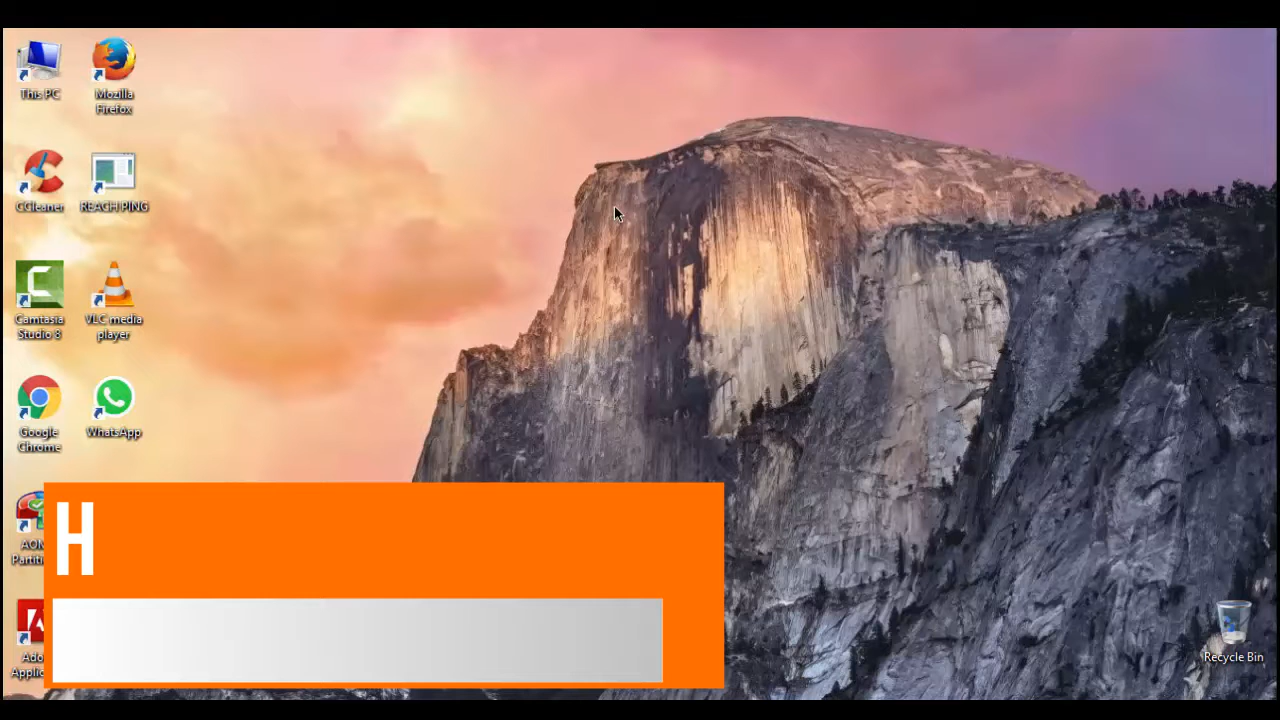 This PC
Mozilla
Firefox
CCleaner
REACH PING
Camtasia
Studio 8
VLC media
player
Google
Chrome
WhatsApp
H
Recycle Bin